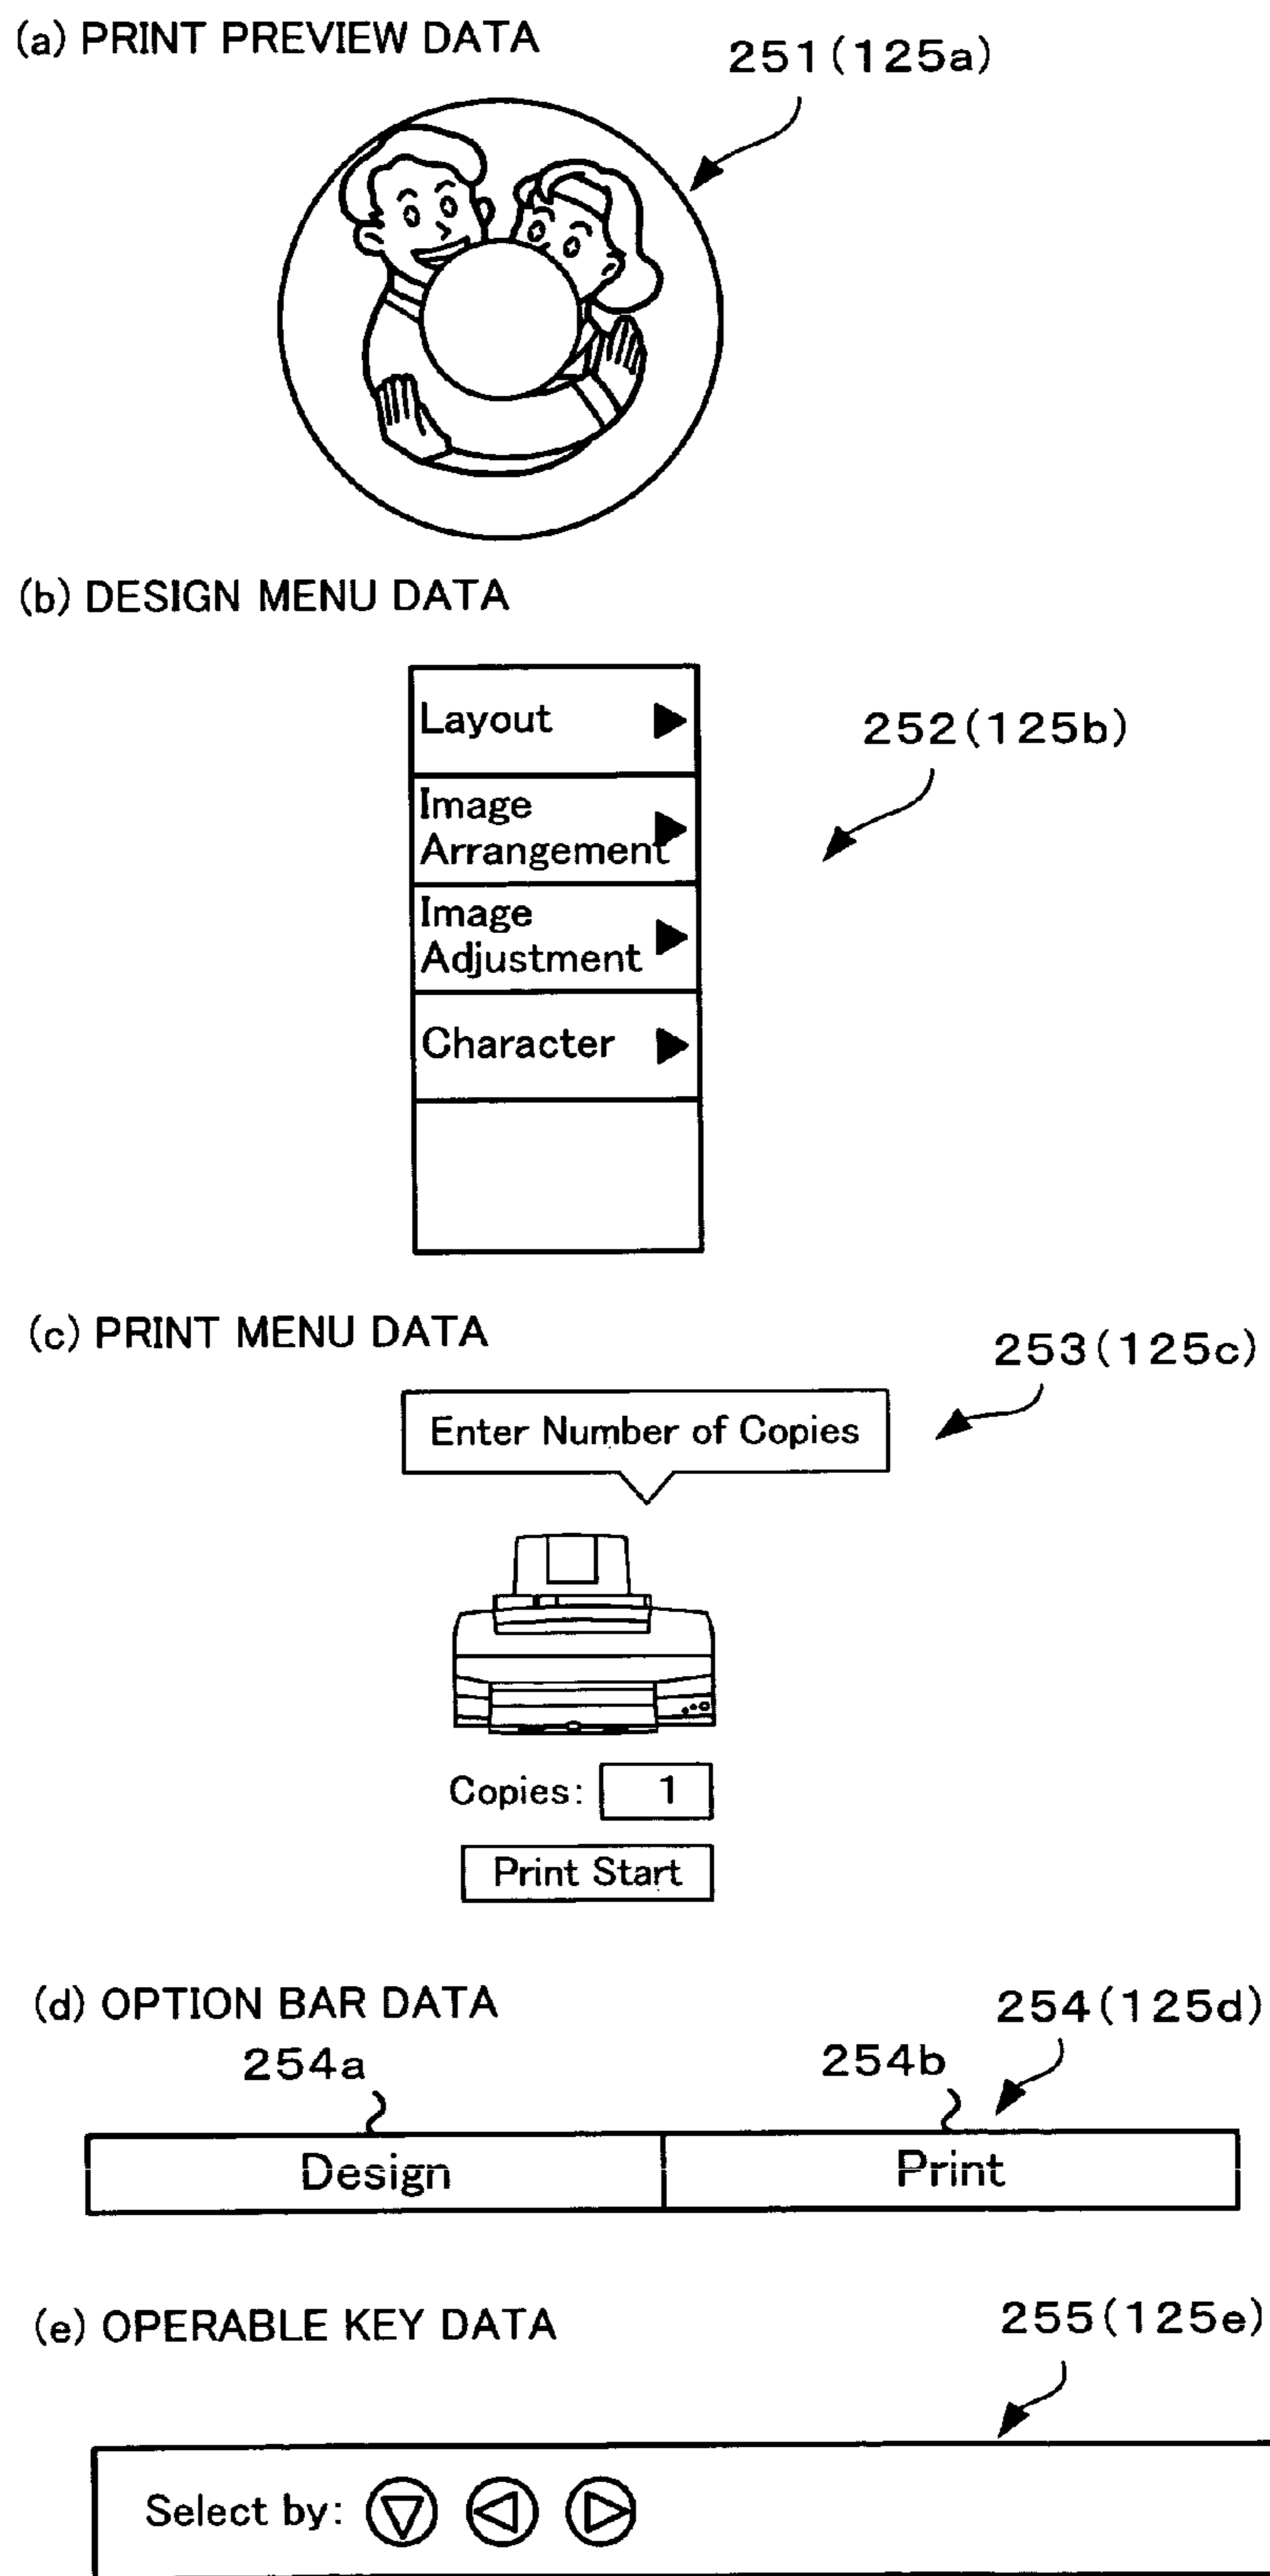 (a) PRINT PREVIEW DATA
251(125a)
(b) DESIGN MENU DATA
Layout
252(125b)
Image
Arrangement
Image
Adjustment
Character
(c) PRINT MENU DATA
253(125c)
Enter Number of Copies
Copies: 1
Print Start
(d) OPTION BAR DATA
254(125d)
254a
254b
Design
Print
(e) OPERABLE KEY DATA
255(125e)
Select by: